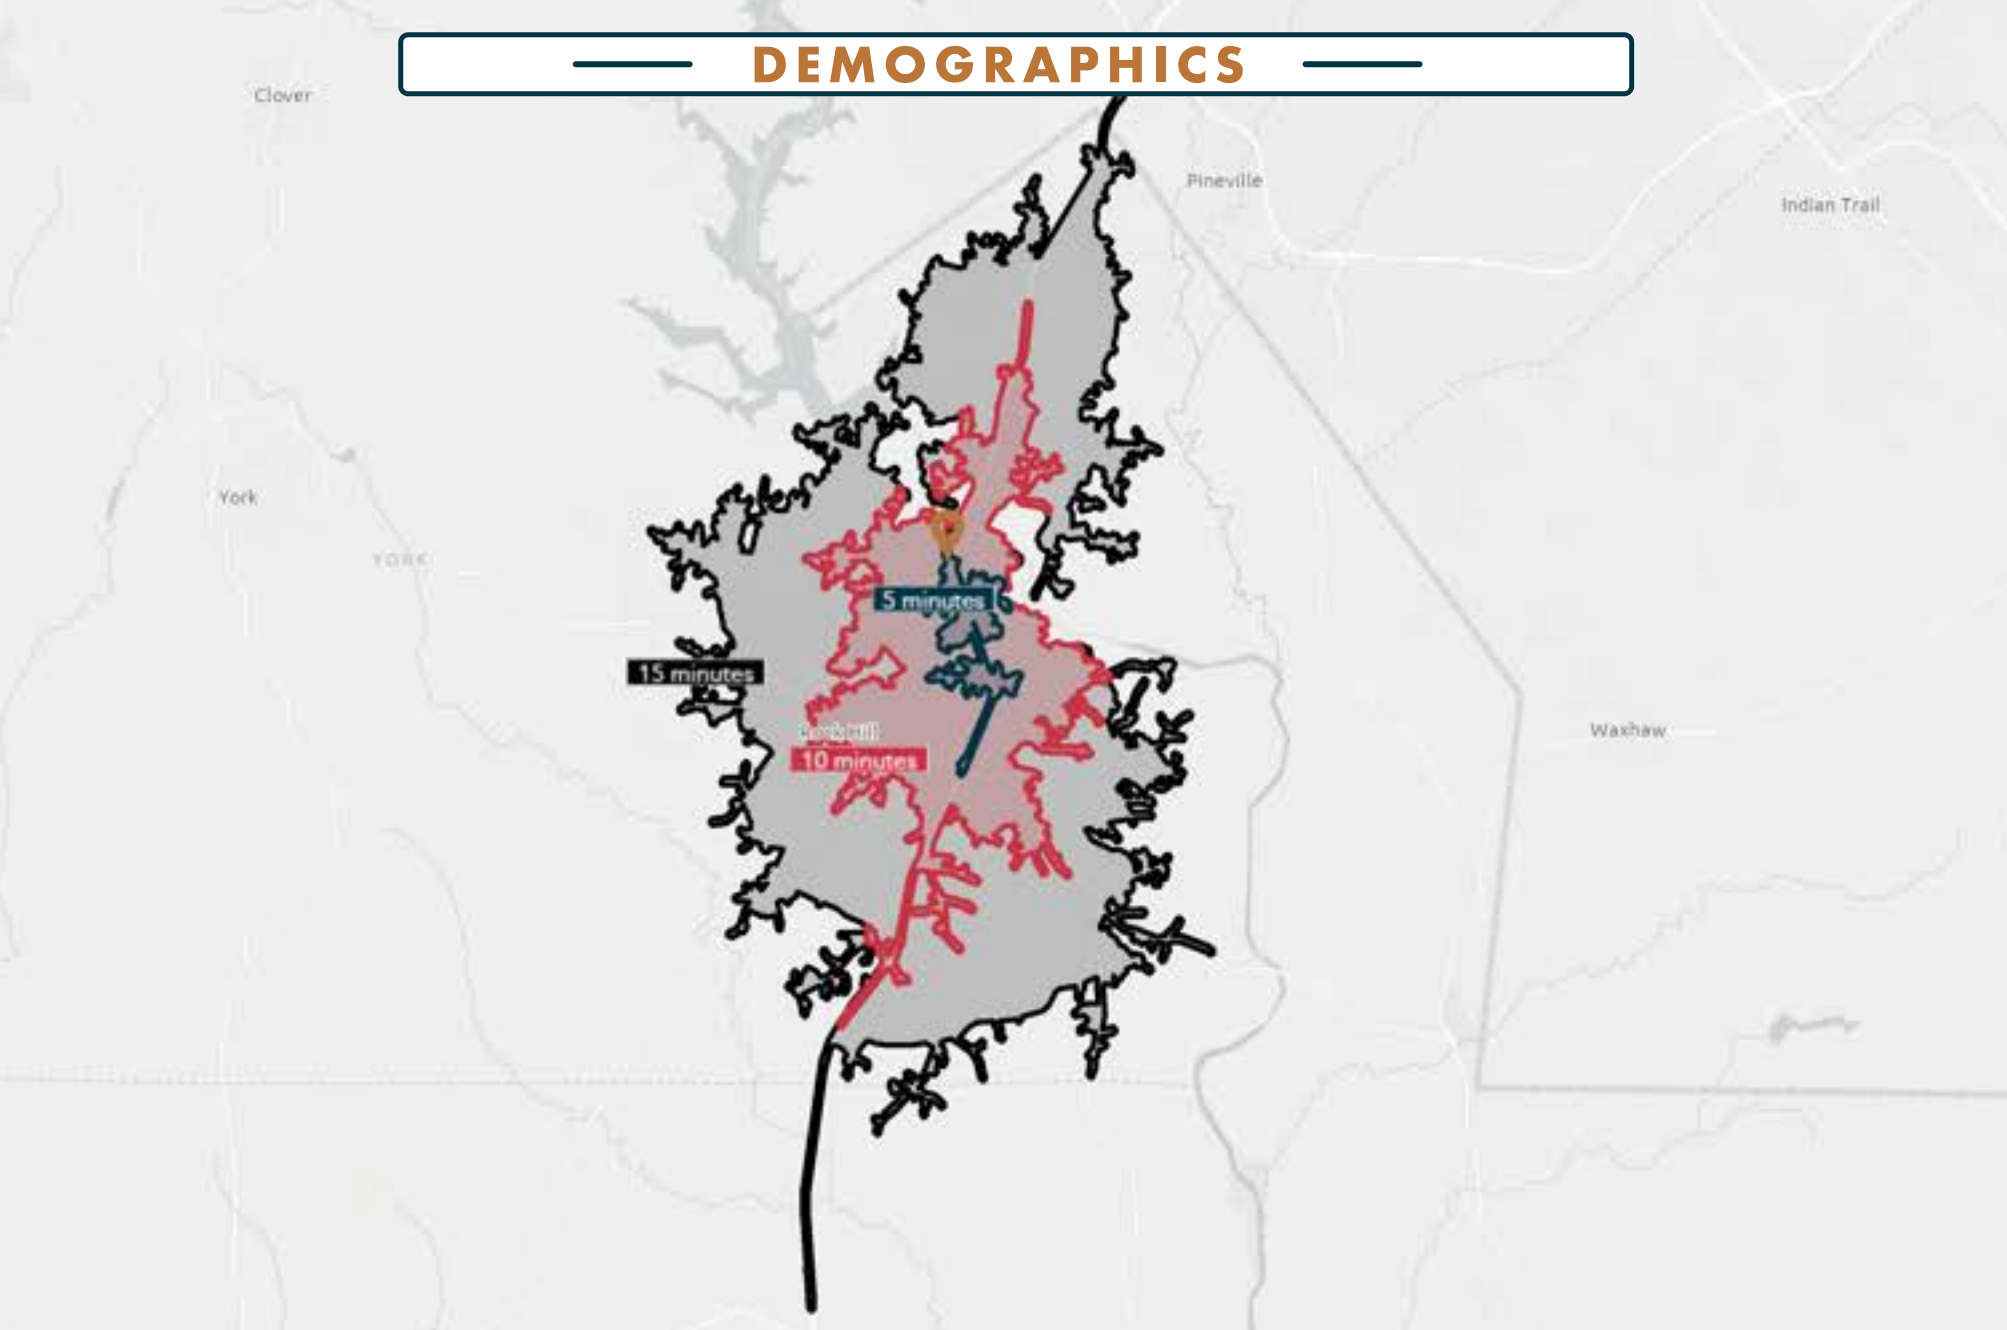 DEMOGRAPHICS
Clover
Pineville
Indian Trail
York
YORK
5 minutes
15 minutes
Waxhaw
10 minutes